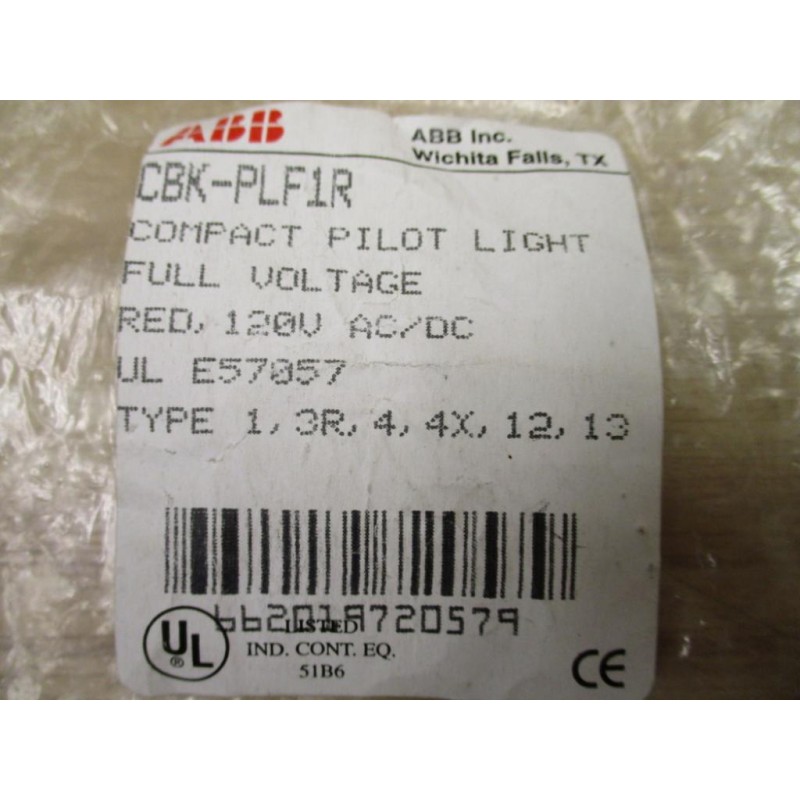 ABB
ABB Inc.
Wichita Falls, TX
CBK-PLF1R
COMPACT PILOT LIGHT
FULL VOLTAGE
RED, 120V AC/DC
UL E57057
TYPE 1, 3R, 4, 4X, 12, 13
662019720579
UL
®
LISTED
IND. CONT. EQ.
51B6
CE